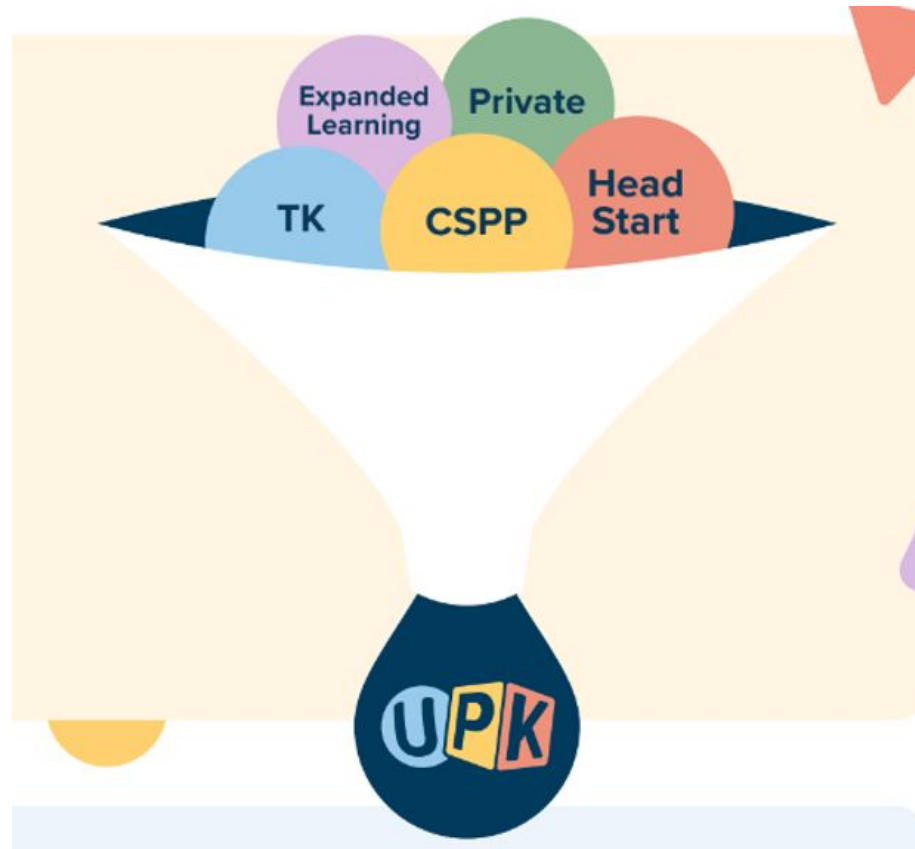 Expanded
Learning
Private
TK
CSPP
Head
Start
UPK